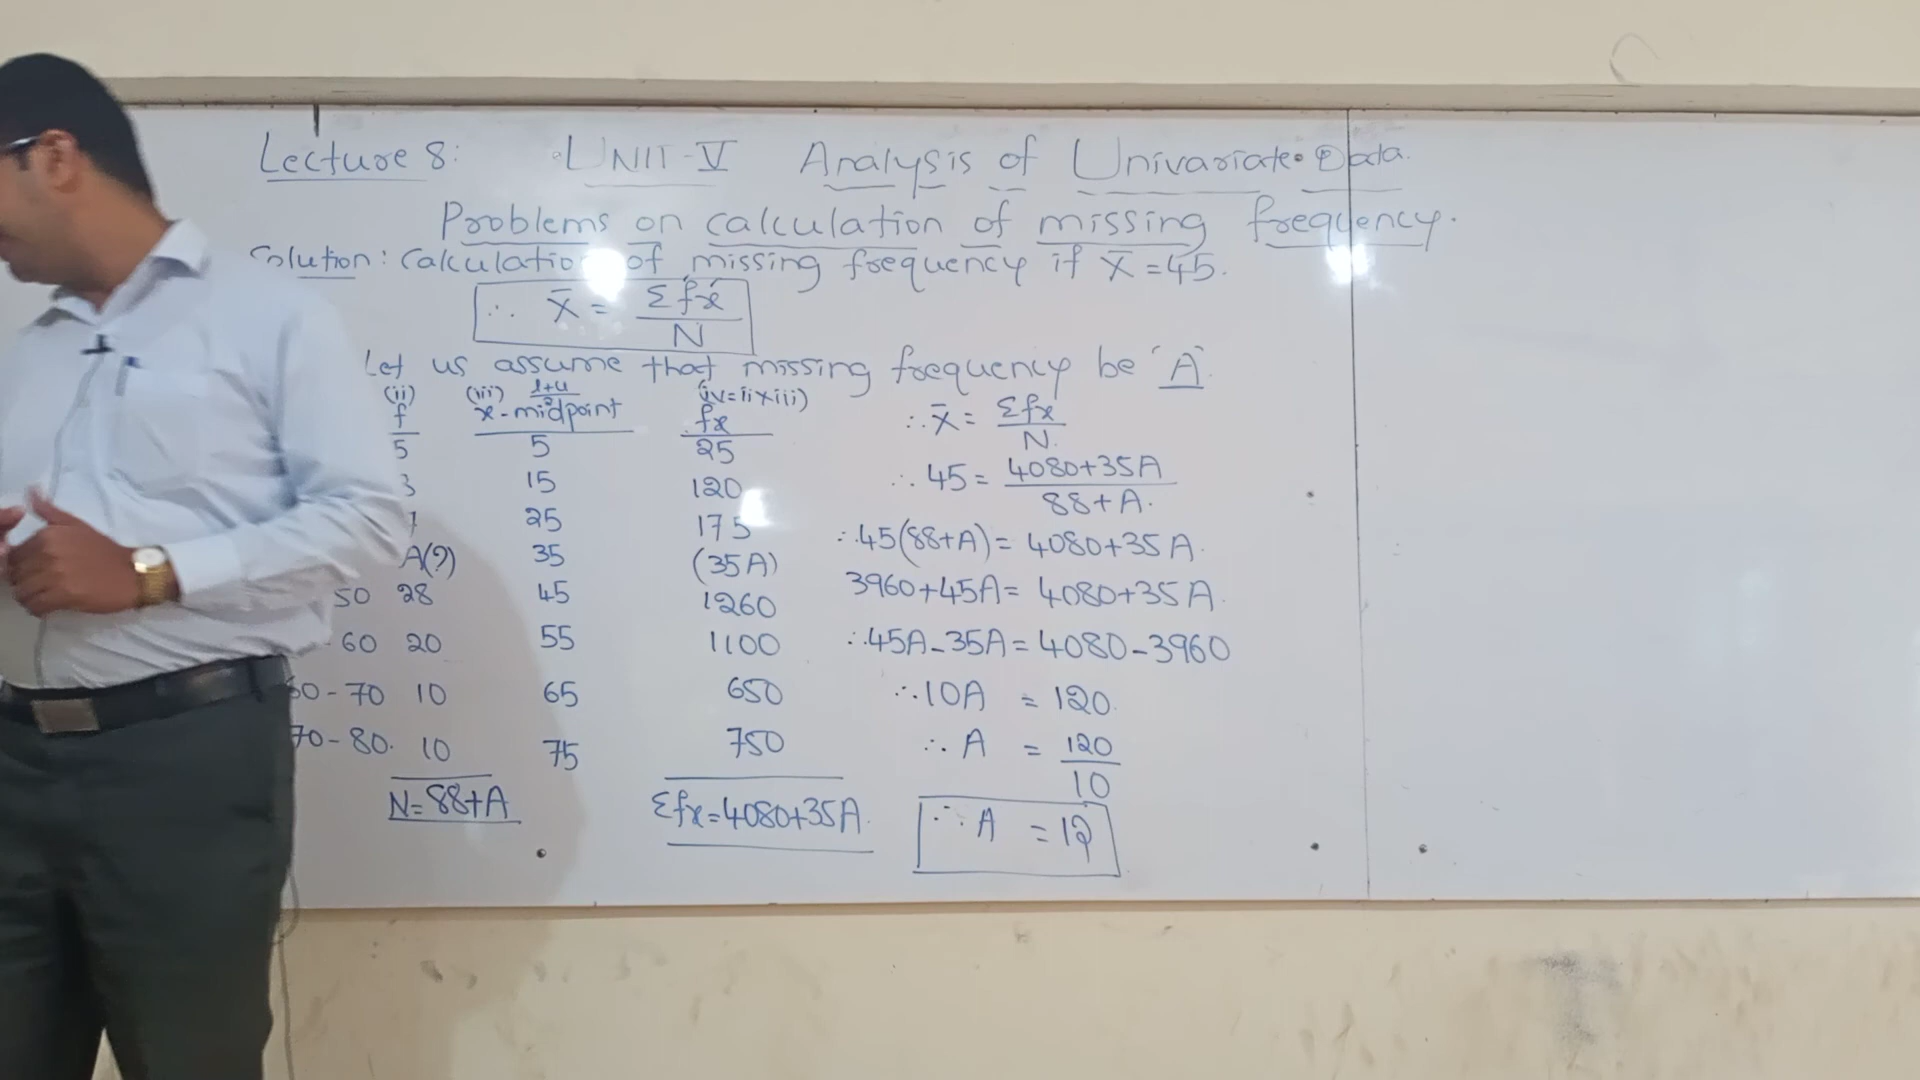 Lecture 8: UNIT-V Analysis of Univariate Data.
Problems on calculation of missing frequency.
Solution: Calculation of missing frequency if X̄ = 45.
∴ X̄ = Σfx / N
Let us assume that missing frequency be 'A'.
(ii) (iii) l+u/2 (iv=ii×iii)
f x-midpoint fx
5 5 25
3 15 120
7 25 175
A(?) 35 (35A)
50 28 45 1260
-60 20 55 1100
60-70 10 65 650
70-80. 10 75 750
N=88+A Σfx=4080+35A.
∴ X̄ = Σfx / N.
∴ 45 = 4080+35A / 88+A.
∴ 45(88+A) = 4080+35A.
3960+45A = 4080+35A.
∴ 45A-35A = 4080-3960
∴ 10A = 120.
∴ A = 120 / 10
∴ A = 12